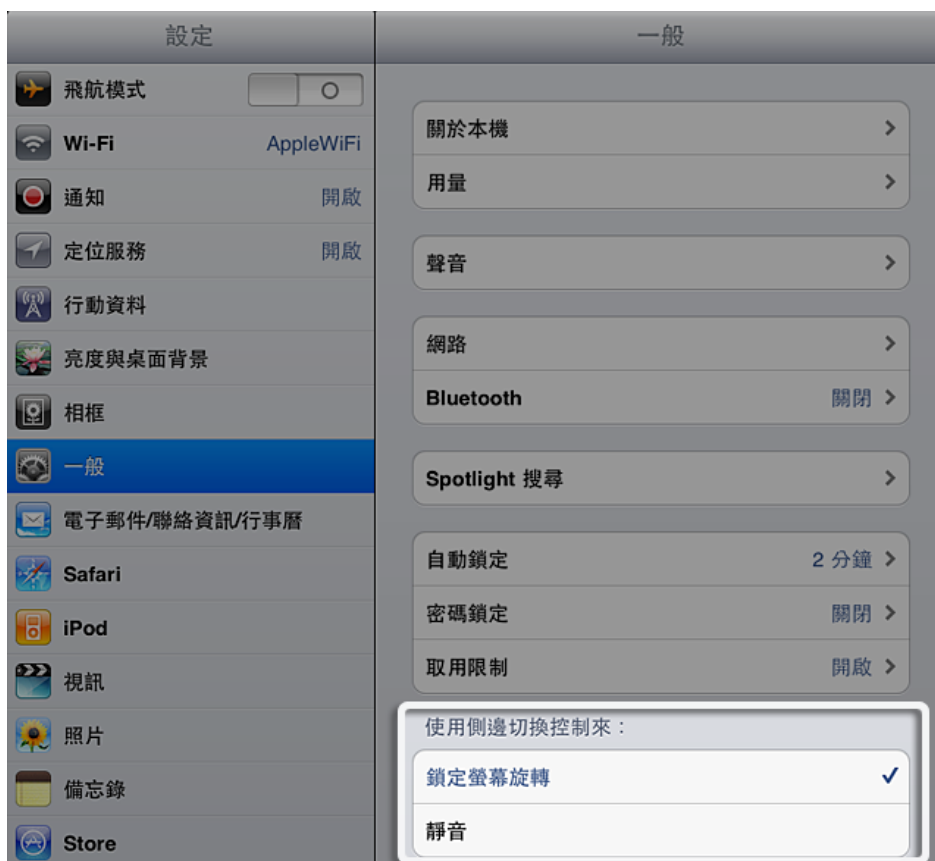 設定
飛航模式
Wi-Fi AppleWiFi
通知 開啟
定位服務 開啟
行動資料
亮度與桌面背景
相框
一般
電子郵件/聯絡資訊/行事曆
Safari
iPod
視訊
照片
備忘錄
Store
一般
關於本機
用量
聲音
網路
Bluetooth 關閉
Spotlight 搜尋
自動鎖定 2 分鐘
密碼鎖定 關閉
取用限制 開啟
使用側邊切換控制來：
鎖定螢幕旋轉
靜音